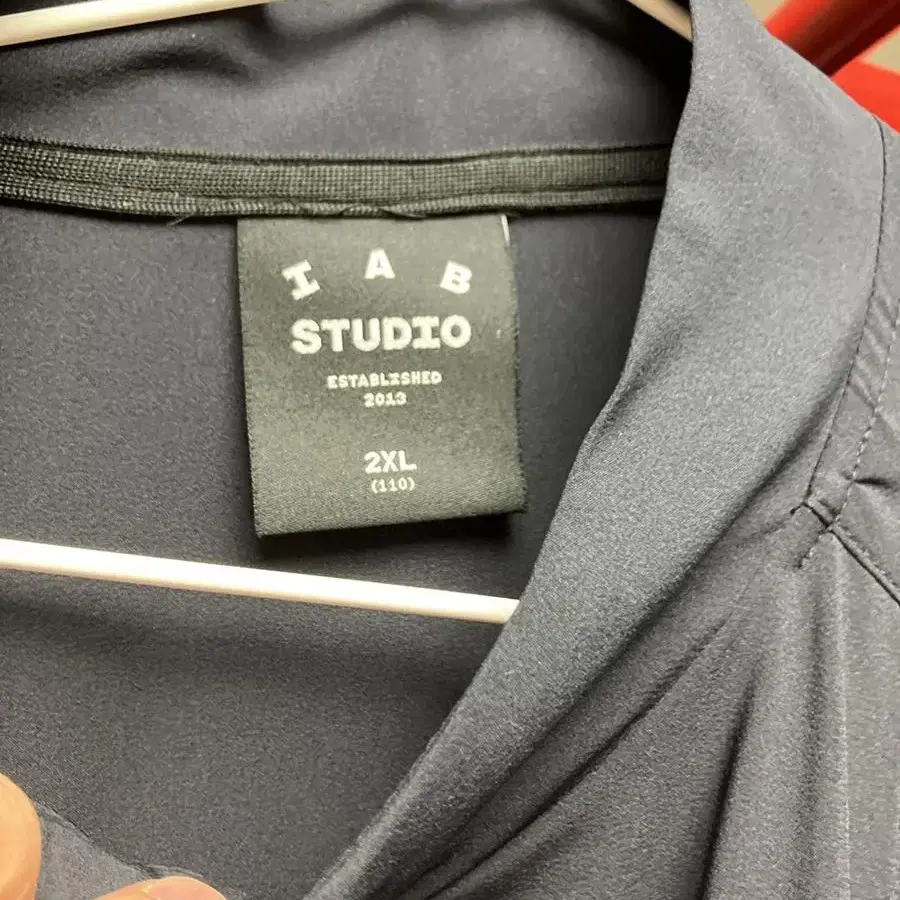 I A B
STUDIO
ESTABLISHED
2013
2XL
(110)